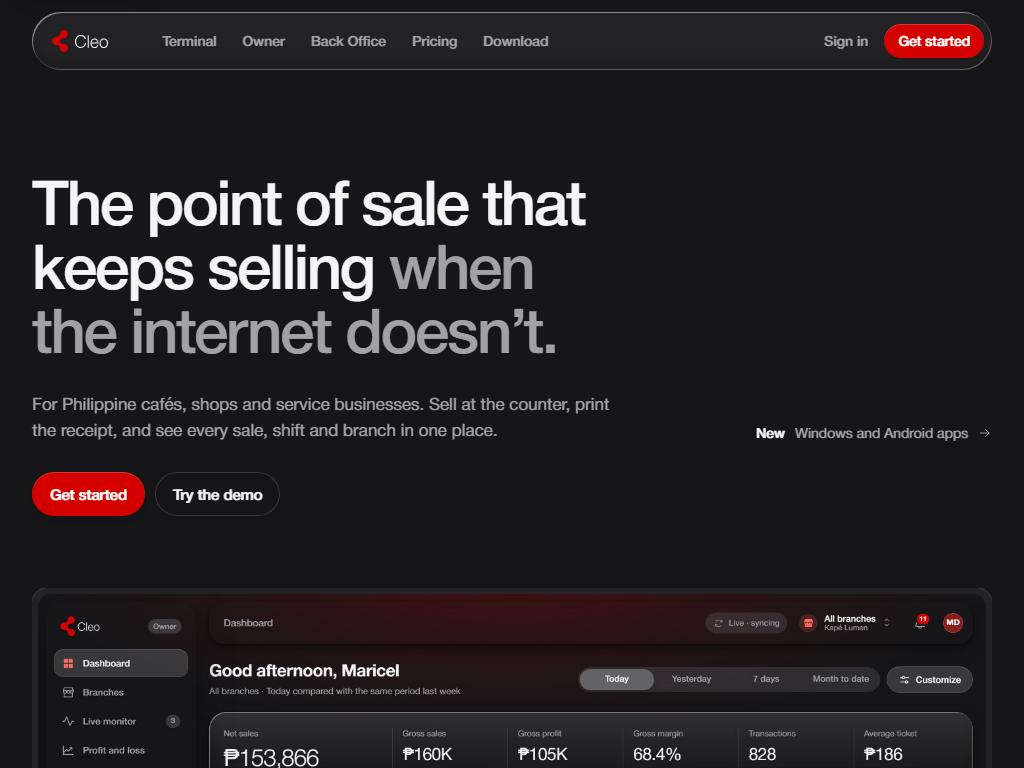 Cleo
Terminal
Owner
Back Office
Pricing
Download
Sign in
Get started
The point of sale that
keeps selling when
the internet doesn’t.
For Philippine cafés, shops and service businesses. Sell at the counter, print
the receipt, and see every sale, shift and branch in one place.
New Windows and Android apps →
Get started
Try the demo
Cleo
Owner
Dashboard
Branches
Live monitor 3
Profit and loss
Dashboard
Live · syncing
All branches
Kapé Lumen
11
MD
Good afternoon, Maricel
All branches · Today compared with the same period last week
Today
Yesterday
7 days
Month to date
Customize
Net sales
₱153,866
Gross sales
₱160K
Gross profit
₱105K
Gross margin
68.4%
Transactions
828
Average ticket
₱186